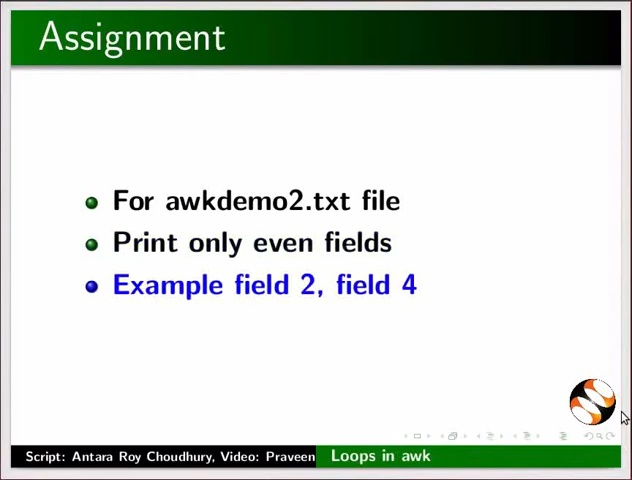 Assignment
For awkdemo2.txt file
Print only even fields
Example field 2, field 4
Script: Antara Roy Choudhury, Video: Praveen Loops in awk